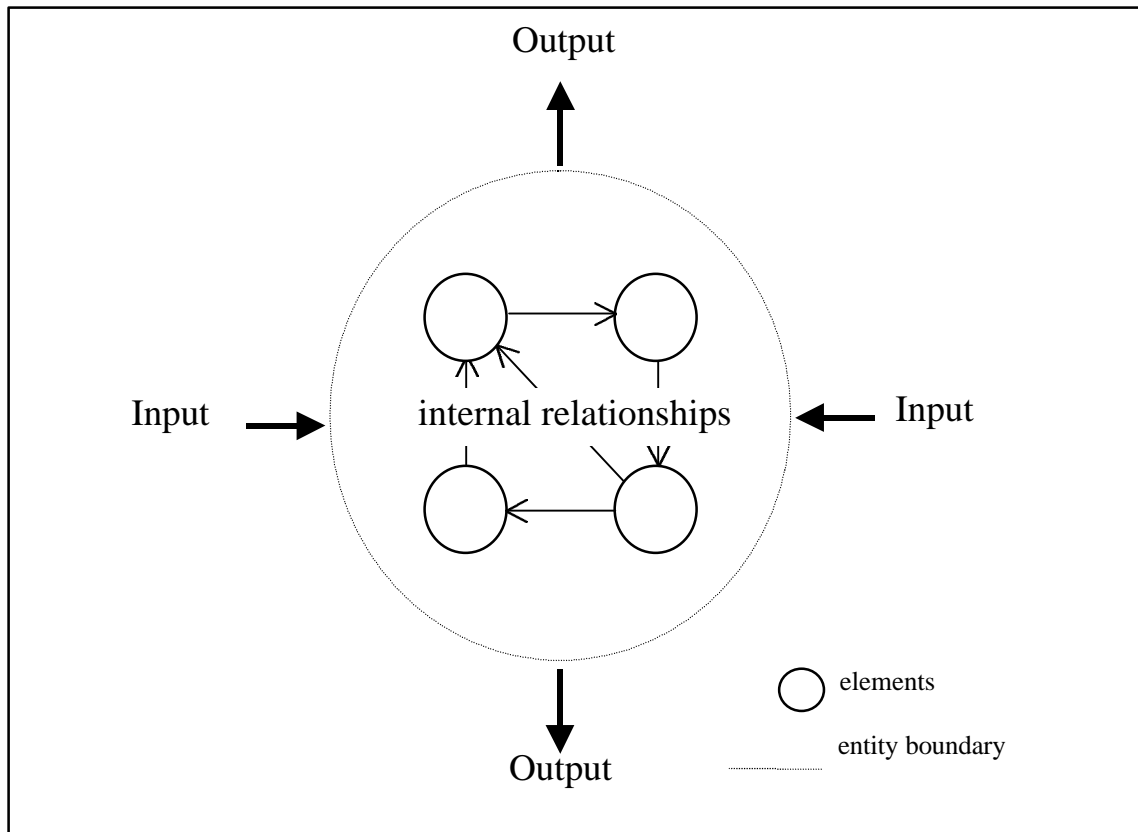 Output
Input
internal relationships
Input
elements
entity boundary
Output